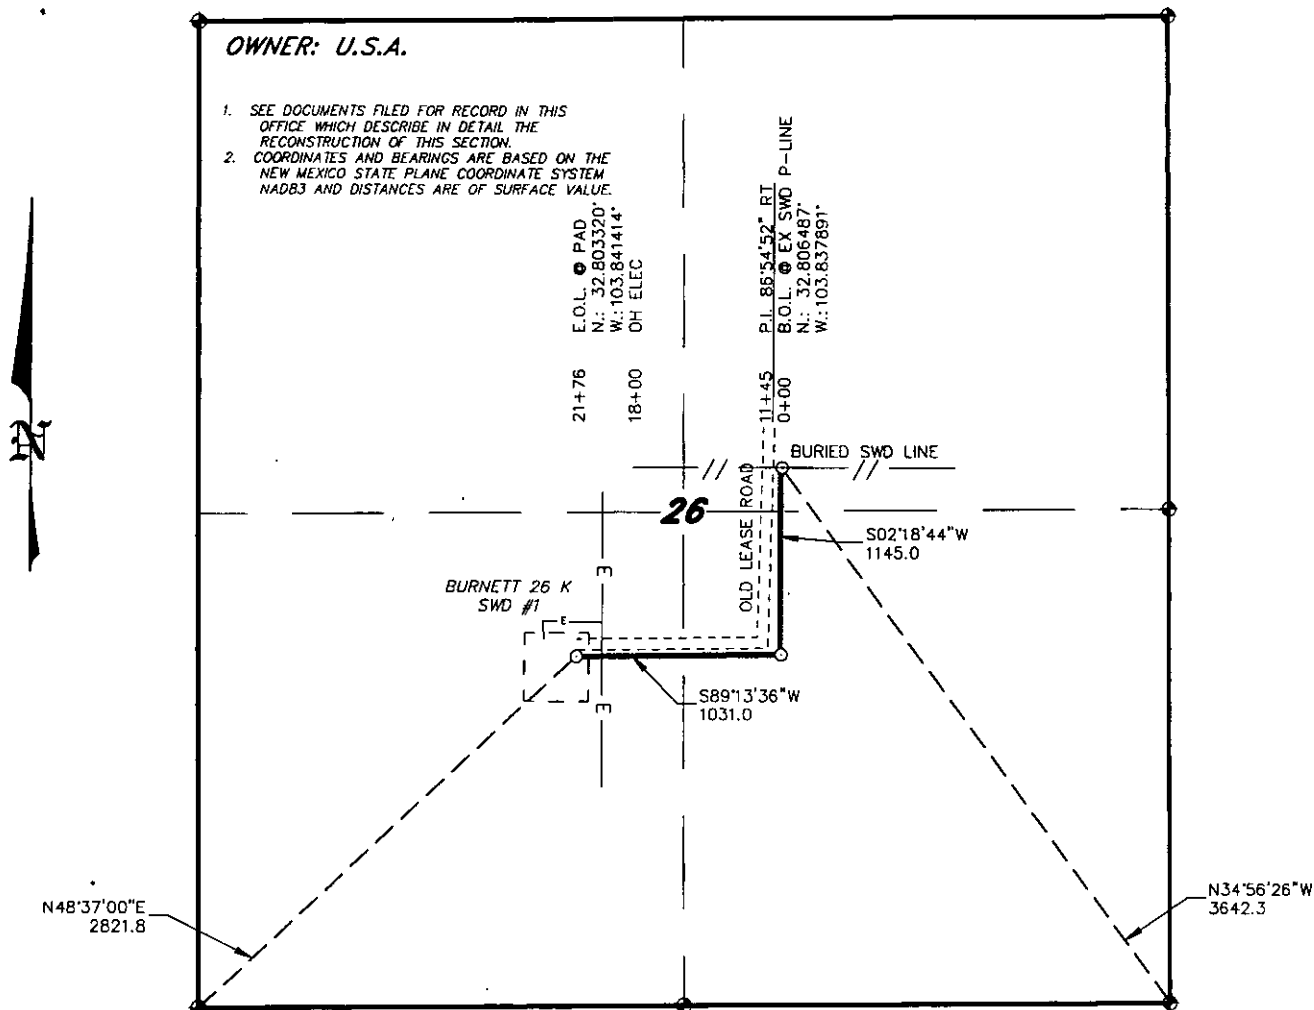 OWNER: U.S.A.
1. SEE DOCUMENTS FILED FOR RECORD IN THIS
OFFICE WHICH DESCRIBE IN DETAIL THE
RECONSTRUCTION OF THIS SECTION.
2. COORDINATES AND BEARINGS ARE BASED ON THE
NEW MEXICO STATE PLANE COORDINATE SYSTEM
NAD83 AND DISTANCES ARE OF SURFACE VALUE.
21+76 E.O.L. @ PAD
N.: 32.803320°
W.: 103.841414°
18+00 OH ELEC
11+45 P.I. 86°54'52" RT
0+00 B.O.L. @ EX SWD P-LINE
N.: 32.806487°
W.: 103.837891°
N
BURIED SWD LINE
26
OLD LEASE ROAD
S02°18'44"W
1145.0
E
BURNETT 26 K
SWD #1
E
S89°13'36"W
1031.0
E
N34°56'26"W
3642.3
N48°37'00"E
2821.8